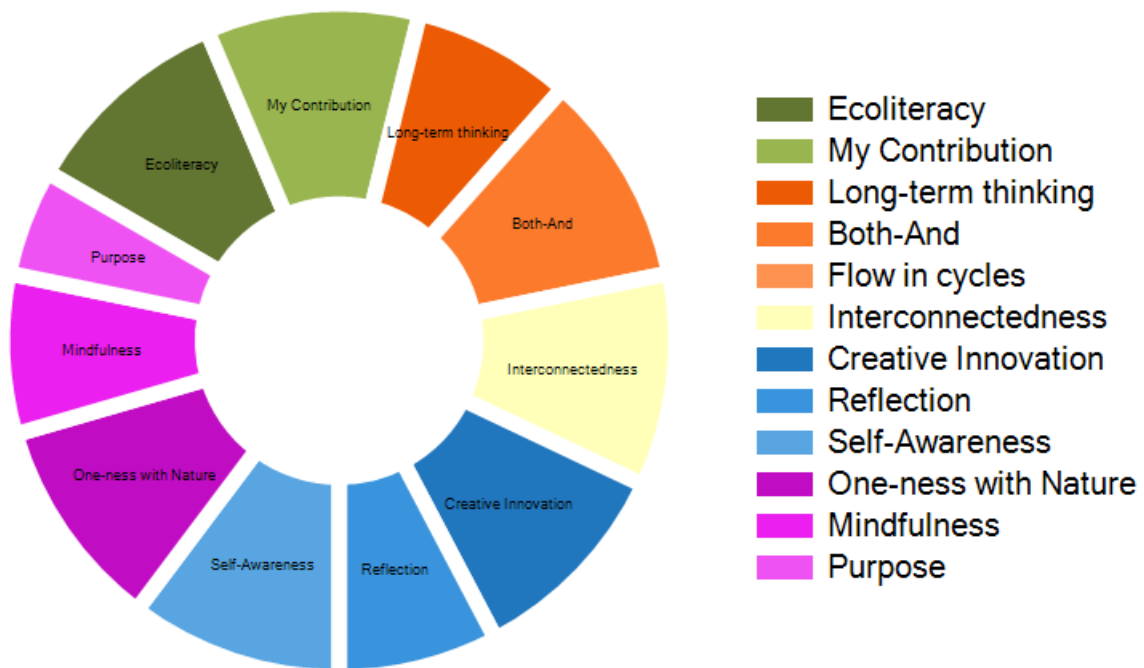 My Contribution
Long-term thinking
Ecoliteracy
Both-And
Purpose
Mindfulness
Interconnectedness
One-ness with Nature
Creative Innovation
Self-Awareness
Reflection
Ecoliteracy
My Contribution
Long-term thinking
Both-And
Flow in cycles
Interconnectedness
Creative Innovation
Reflection
Self-Awareness
One-ness with Nature
Mindfulness
Purpose